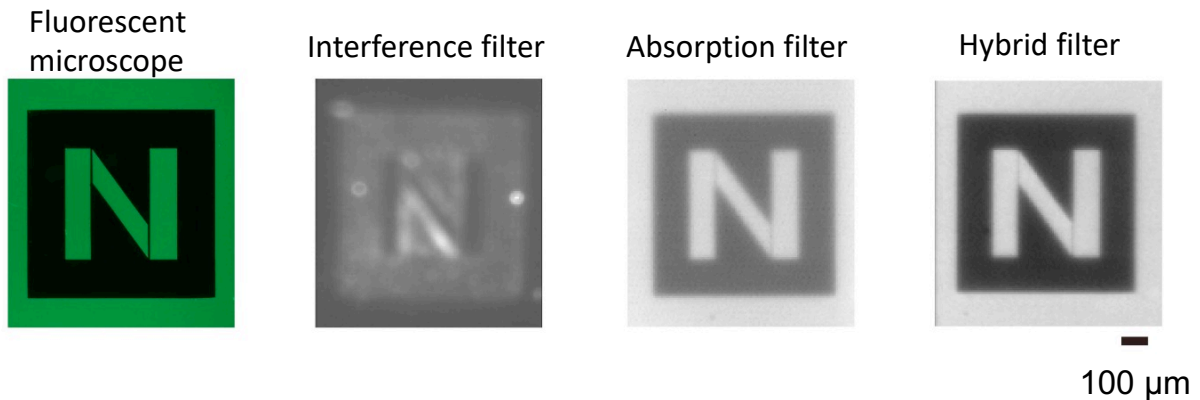 Fluorescent
microscope
Interference filter
Absorption filter
Hybrid filter
N
N
N
N
100 µm